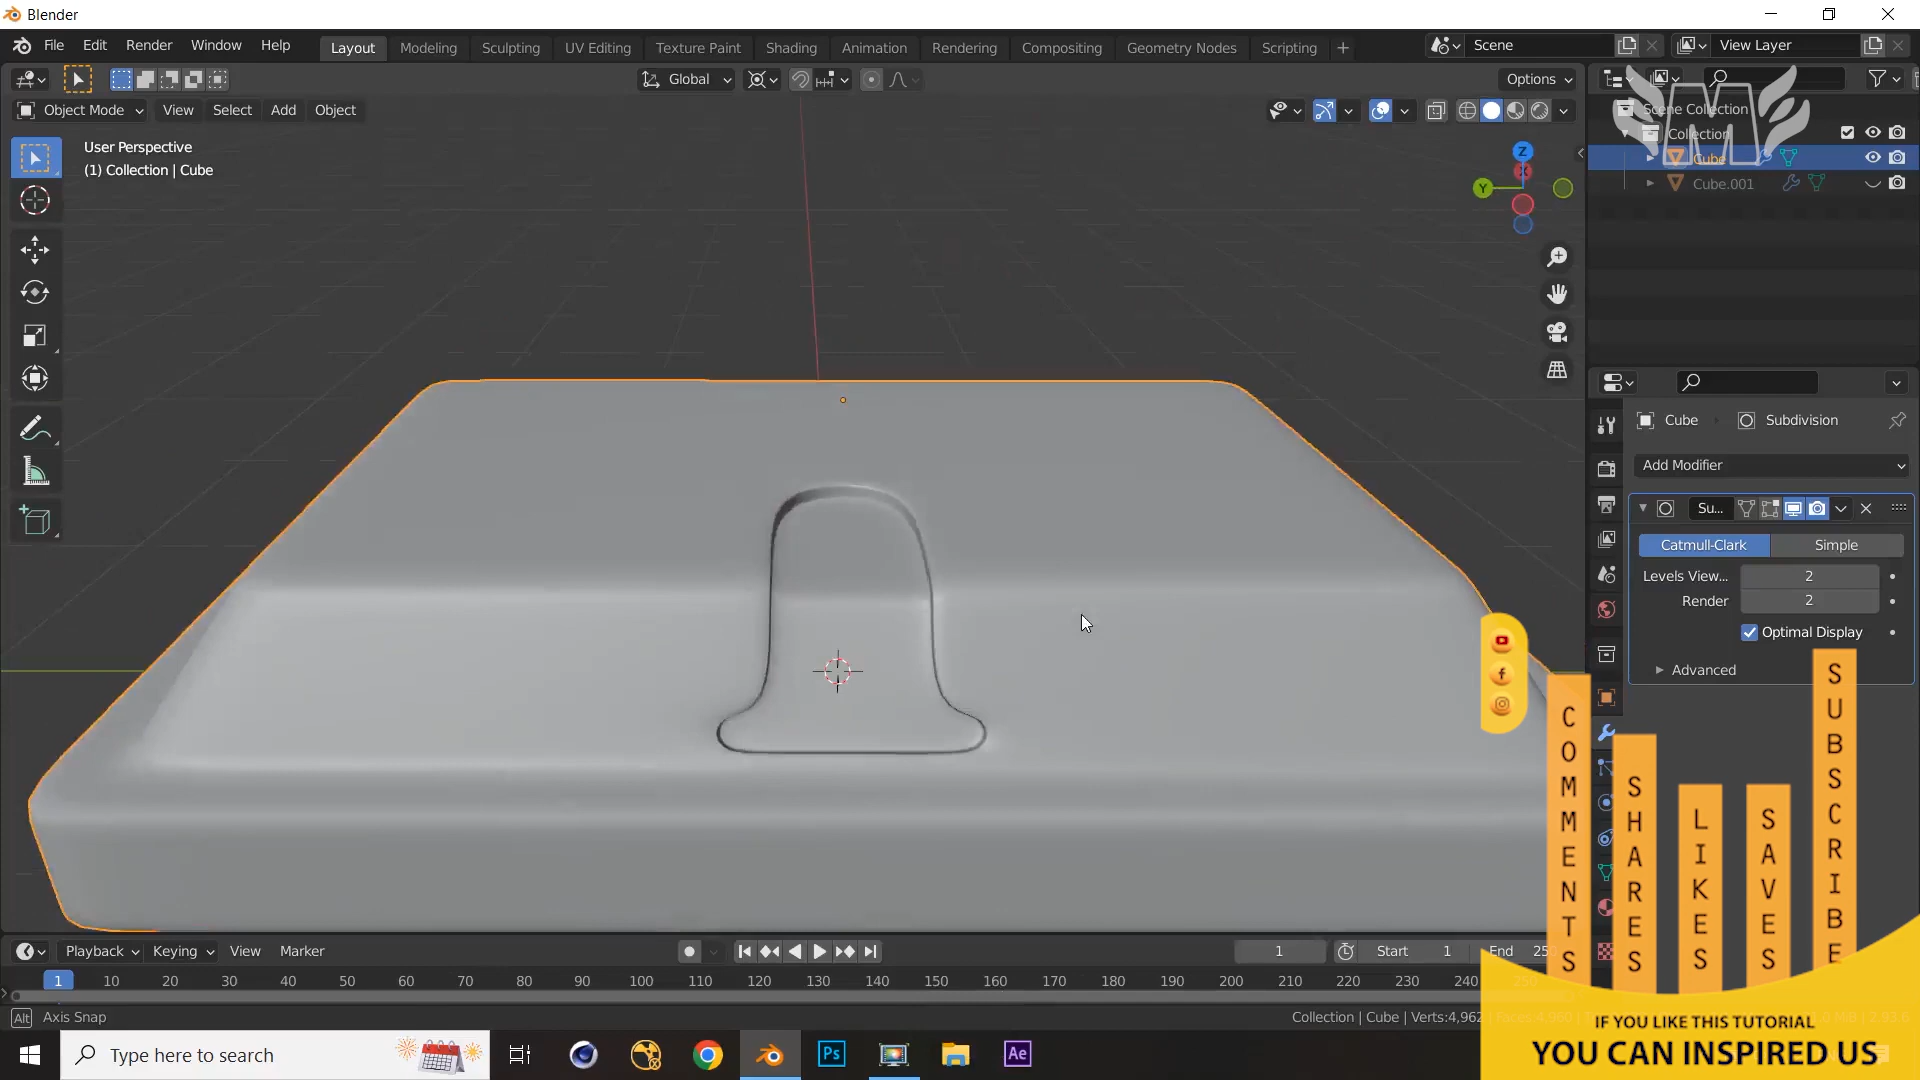 Blender
File Edit Render Window Help Layout Modeling Sculpting UV Editing Texture Paint Shading Animation Rendering Compositing Geometry Nodes Scripting + Scene View Layer
Global Options
Object Mode View Select Add Object
User Perspective
(1) Collection | Cube
Z
X
Y
M
Scene Collection
Collection
Cube
Cube.001
Cube Subdivision
Add Modifier
Su...
Catmull-Clark Simple
Levels View... 2
Render 2
Optimal Display
Advanced
COMMENTS
SHARES
LIKES
SAVES
SUBSCRIBE
Playback Keying View Marker 1 Start 1 End
1 10 20 30 40 50 60 70 80 90 100 110 120 130 140 150 160 170 180 190 200 210 220 230 240
Alt Axis Snap Collection | Cube | Verts:4,962
IF YOU LIKE THIS TUTORIAL
YOU CAN INSPIRED US
Type here to search Ps Ae